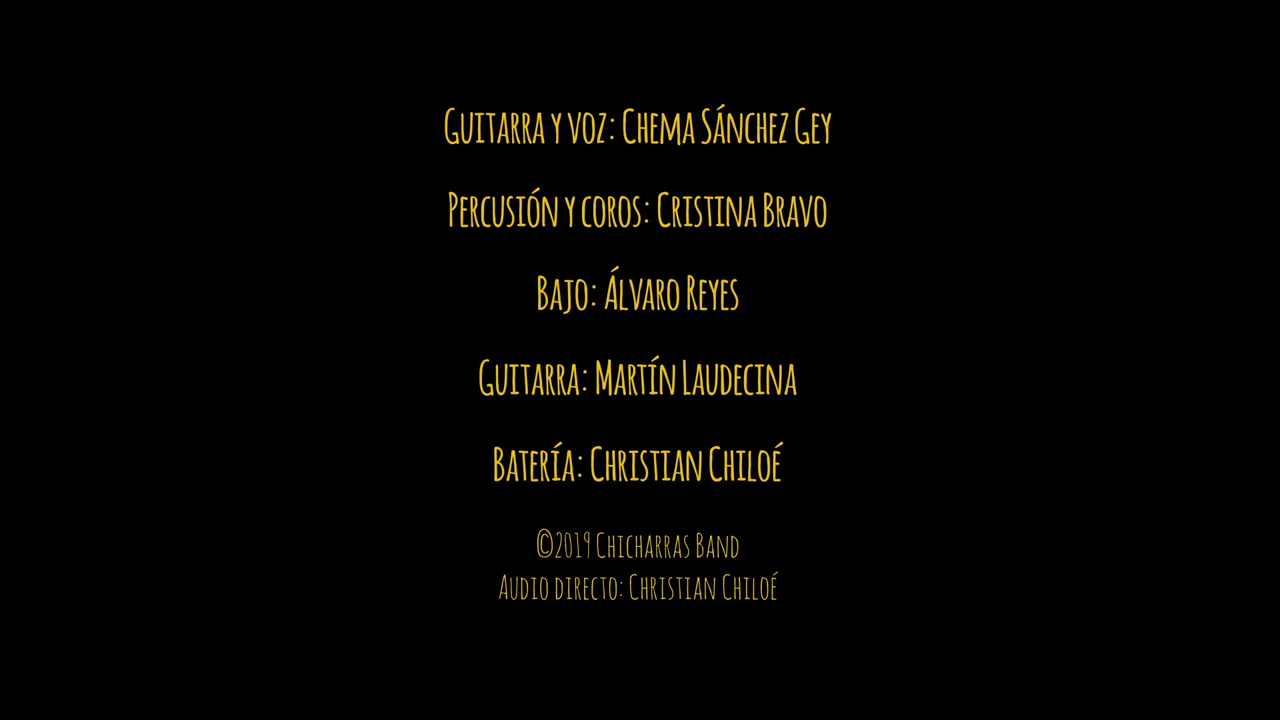 Guitarra y voz: Chema Sánchez Gey
Percusión y coros: Cristina Bravo
Bajo: Álvaro Reyes
Guitarra: Martín Laudecina
Batería: Christian Chiloé
©2019 Chicharras Band
Audio directo: Christian Chiloé